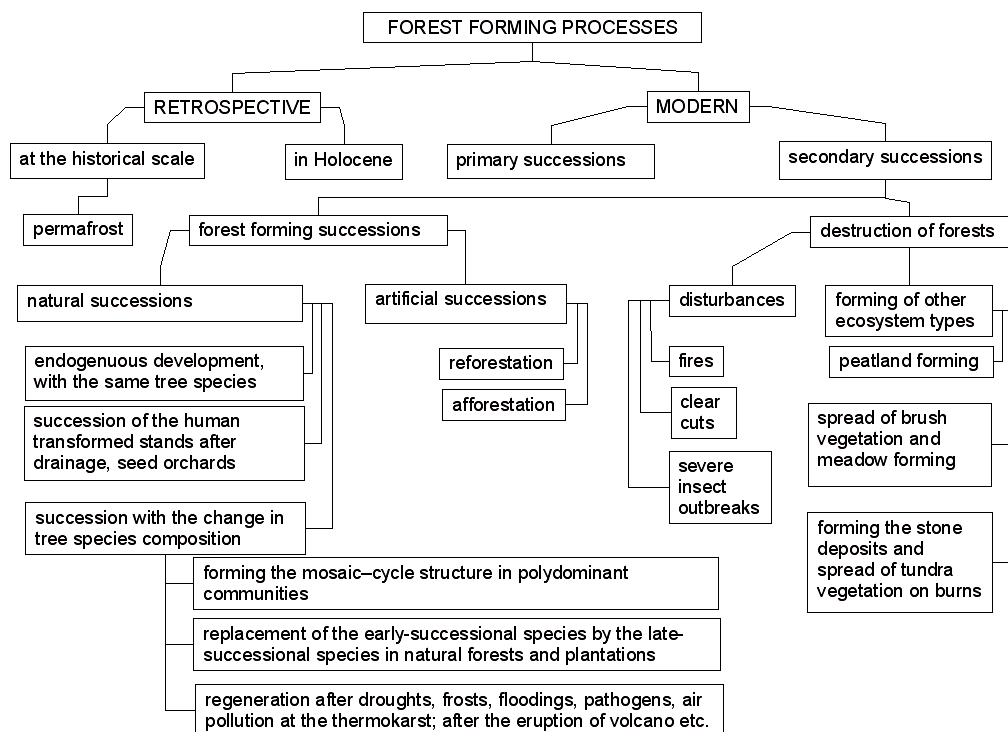 FOREST FORMING PROCESSES
RETROSPECTIVE
MODERN
at the historical scale
in Holocene
primary successions
secondary successions
permafrost
forest forming successions
destruction of forests
natural successions
artificial successions
disturbances
forming of other
ecosystem types
endogenuous development,
with the same tree species
reforestation
fires
peatland forming
afforestation
clear
cuts
succession of the human
transformed stands after
drainage, seed orchards
spread of brush
vegetation and
meadow forming
severe
insect
outbreaks
succession with the change in
tree species composition
forming the stone
deposits and
spread of tundra
vegetation on burns
forming the mosaic–cycle structure in polydominant
communities
replacement of the early-successional species by the late-
successional species in natural forests and plantations
regeneration after droughts, frosts, floodings, pathogens, air
pollution at the thermokarst; after the eruption of volcano etc.